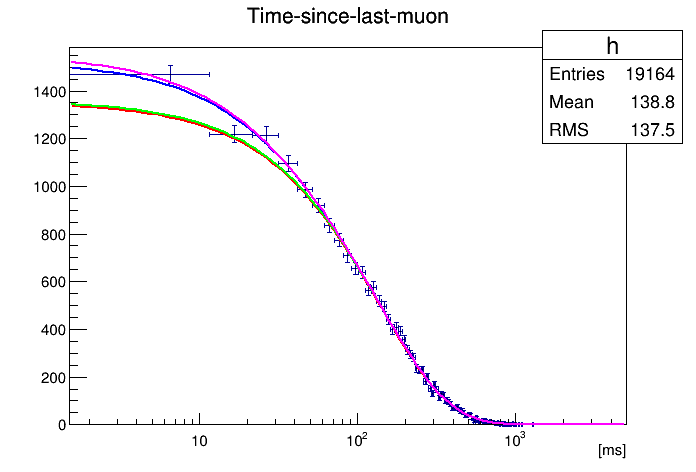 Time-since-last-muon
h
Entries 19164
Mean 138.8
RMS 137.5
1400
1200
1000
800
600
400
200
0
10
10²
10³
[ms]